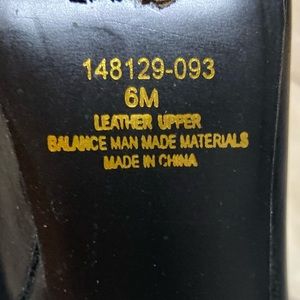 148129-093
6M
LEATHER UPPER
BALANCE MAN MADE MATERIALS
MADE IN CHINA